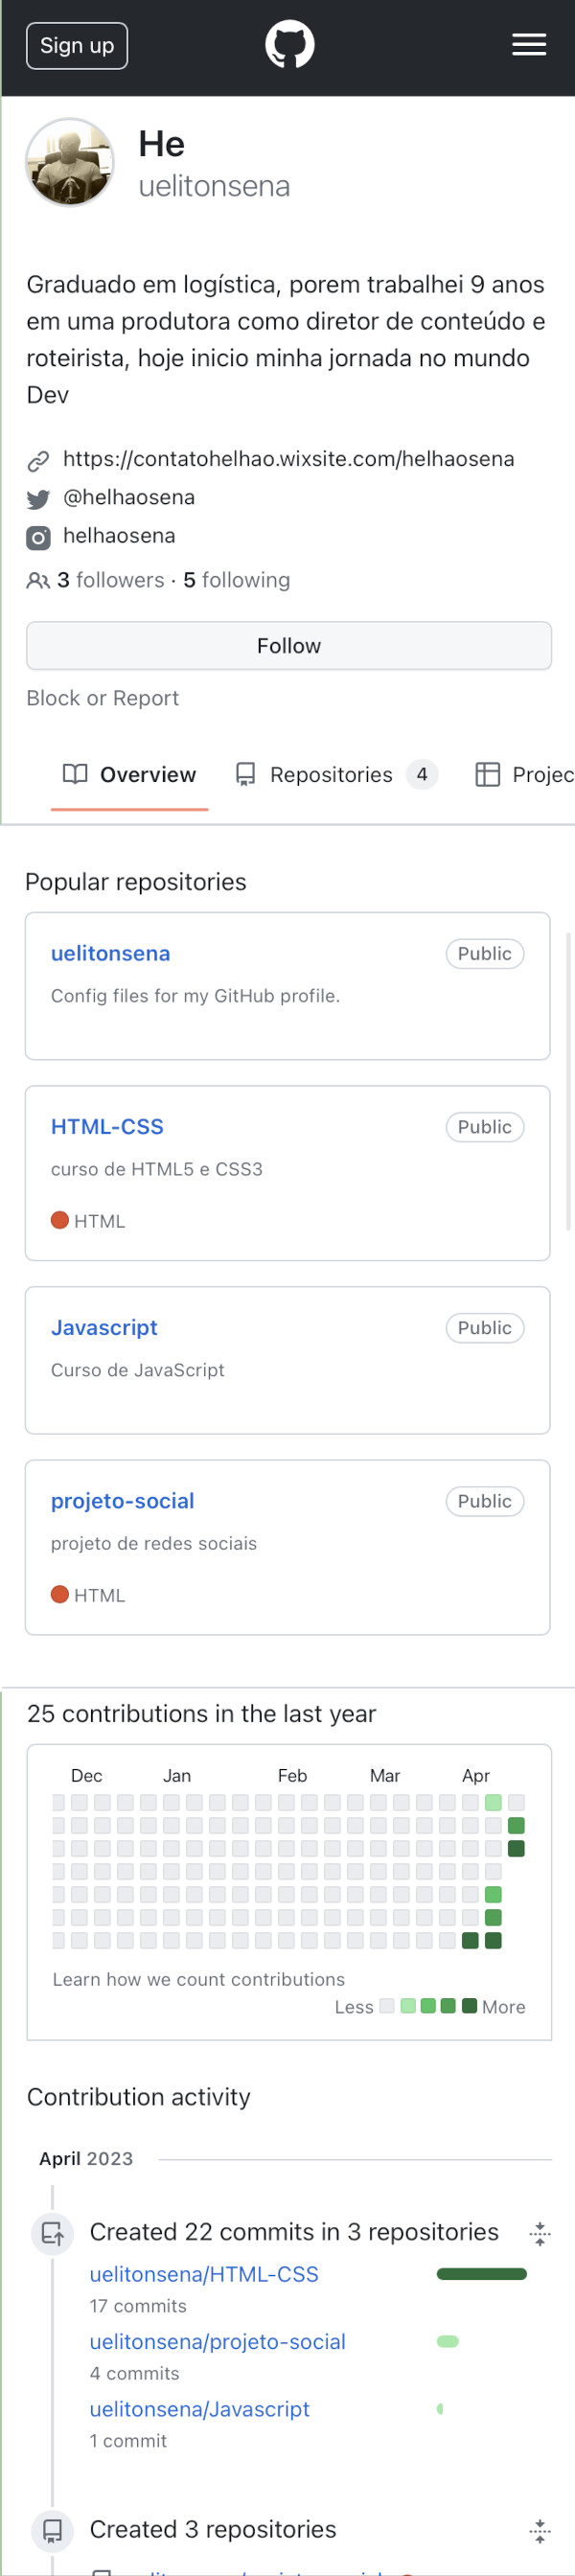 Sign up
He
uelitonsena
Graduado em logística, porem trabalhei 9 anos
em uma produtora como diretor de conteúdo e
roteirista, hoje inicio minha jornada no mundo
Dev
https://contatohelhao.wixsite.com/helhaosena
@helhaosena
helhaosena
3 followers · 5 following
Follow
Block or Report
Overview Repositories 4 Projec
Popular repositories
uelitonsena Public
Config files for my GitHub profile.
HTML-CSS Public
curso de HTML5 e CSS3
HTML
Javascript Public
Curso de JavaScript
projeto-social Public
projeto de redes sociais
HTML
25 contributions in the last year
Dec Jan Feb Mar Apr
Learn how we count contributions
Less More
Contribution activity
April 2023
Created 22 commits in 3 repositories
uelitonsena/HTML-CSS
17 commits
uelitonsena/projeto-social
4 commits
uelitonsena/Javascript
1 commit
Created 3 repositories